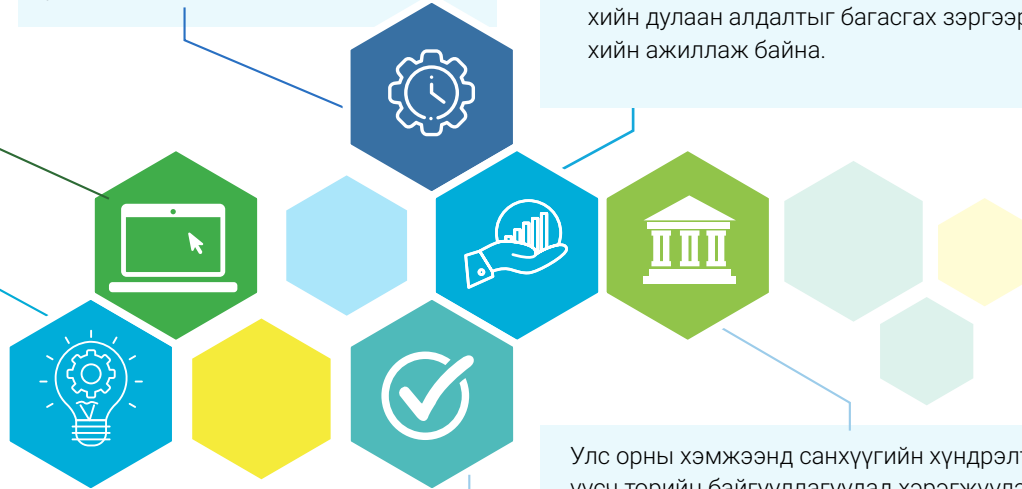 хийн дулаан алдалтыг багасгах зэргээр
хийн ажиллаж байна.
Улс орны хэмжээнд санхүүгийн хүндрэлт